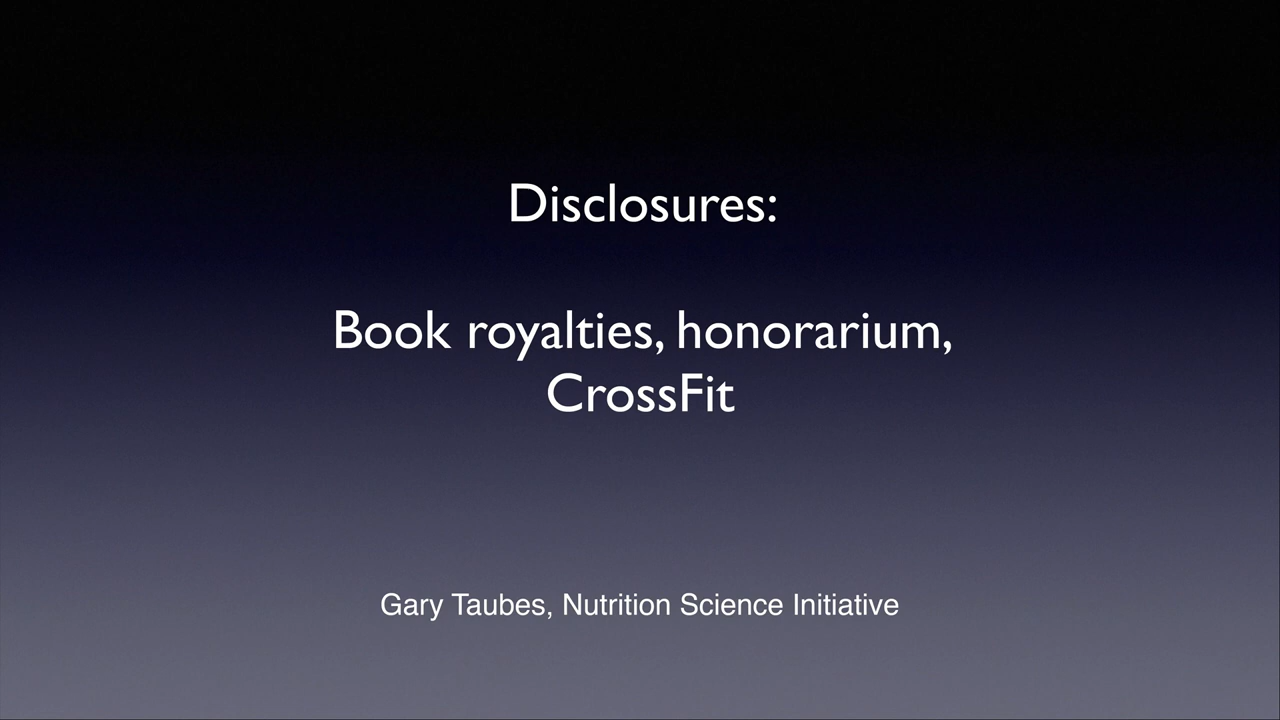 Disclosures:
Book royalties, honorarium,
CrossFit
Gary Taubes, Nutrition Science Initiative